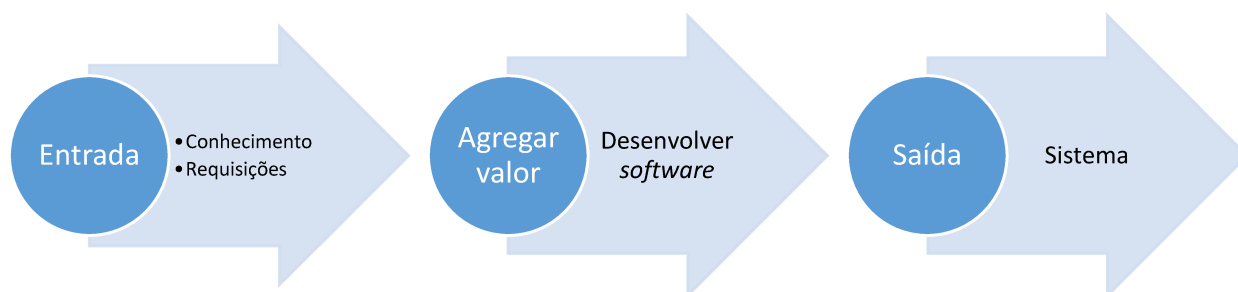 Entrada
•Conhecimento
•Requisições
Agregar
valor
Desenvolver
software
Saída
Sistema